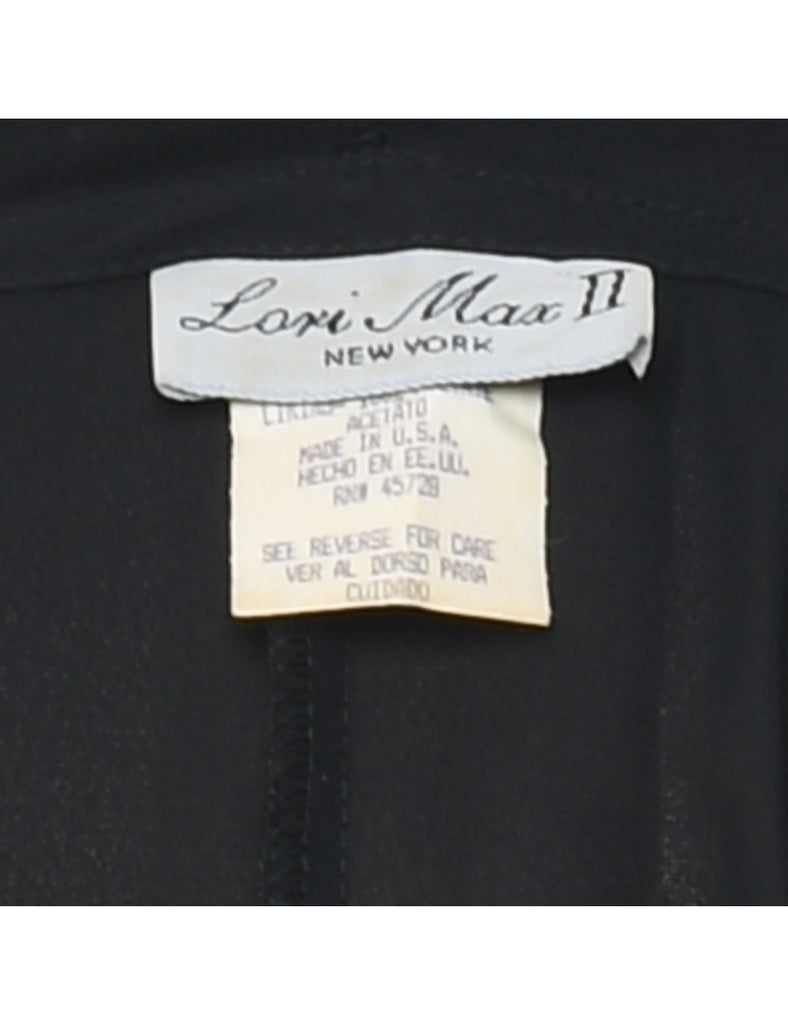 Lori Max II
NEW YORK
ACETATO
MADE IN U.S.A.
HECHO EN EE.UU.
RN# 45728
SEE REVERSE FOR CARE
VER AL DORSO PARA
CUIDADO